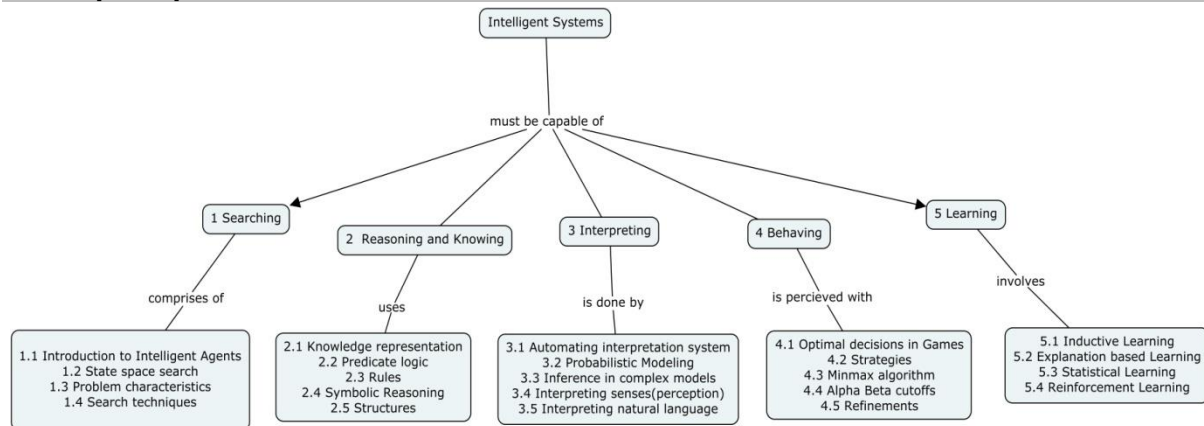 Intelligent Systems
must be capable of
1 Searching
2 Reasoning and Knowing
3 Interpreting
4 Behaving
5 Learning
comprises of
uses
is done by
is percieved with
involves
1.1 Introduction to Intelligent Agents
1.2 State space search
1.3 Problem characteristics
1.4 Search techniques
2.1 Knowledge representation
2.2 Predicate logic
2.3 Rules
2.4 Symbolic Reasoning
2.5 Structures
3.1 Automating interpretation system
3.2 Probabilistic Modeling
3.3 Inference in complex models
3.4 Interpreting senses(perception)
3.5 Interpreting natural language
4.1 Optimal decisions in Games
4.2 Strategies
4.3 Minmax algorithm
4.4 Alpha Beta cutoffs
4.5 Refinements
5.1 Inductive Learning
5.2 Explanation based Learning
5.3 Statistical Learning
5.4 Reinforcement Learning